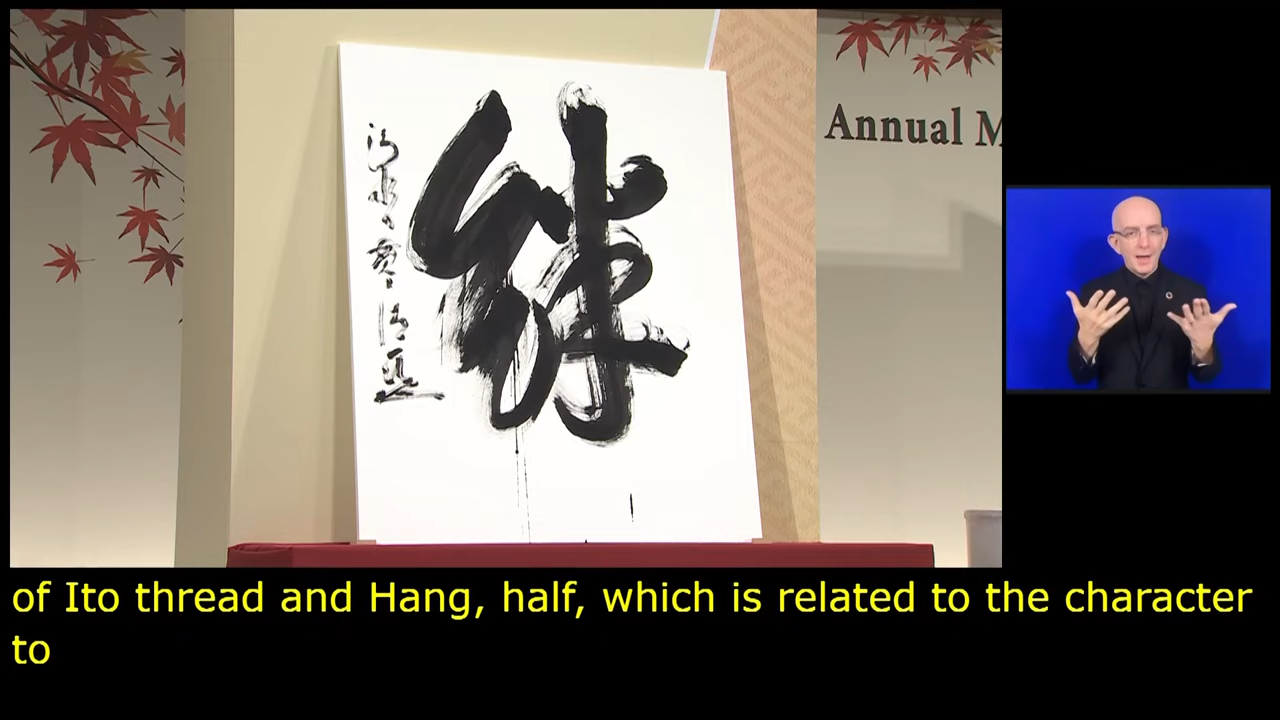 絆
Annual M
of Ito thread and Hang, half, which is related to the character
to